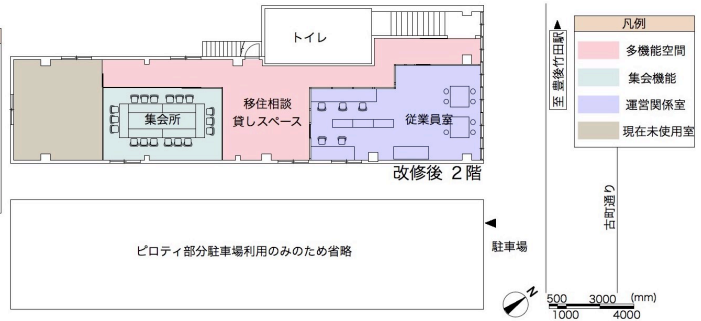 トイレ
移住相談
貸しスペース
集会所
従業員室
改修後 2階
ピロティ部分駐車場利用のみのため省略
駐車場
至 豊後竹田駅
古町通り
凡例
多機能空間
集会機能
運営関係室
現在未使用室
N
500 3000 (mm)
1000 4000